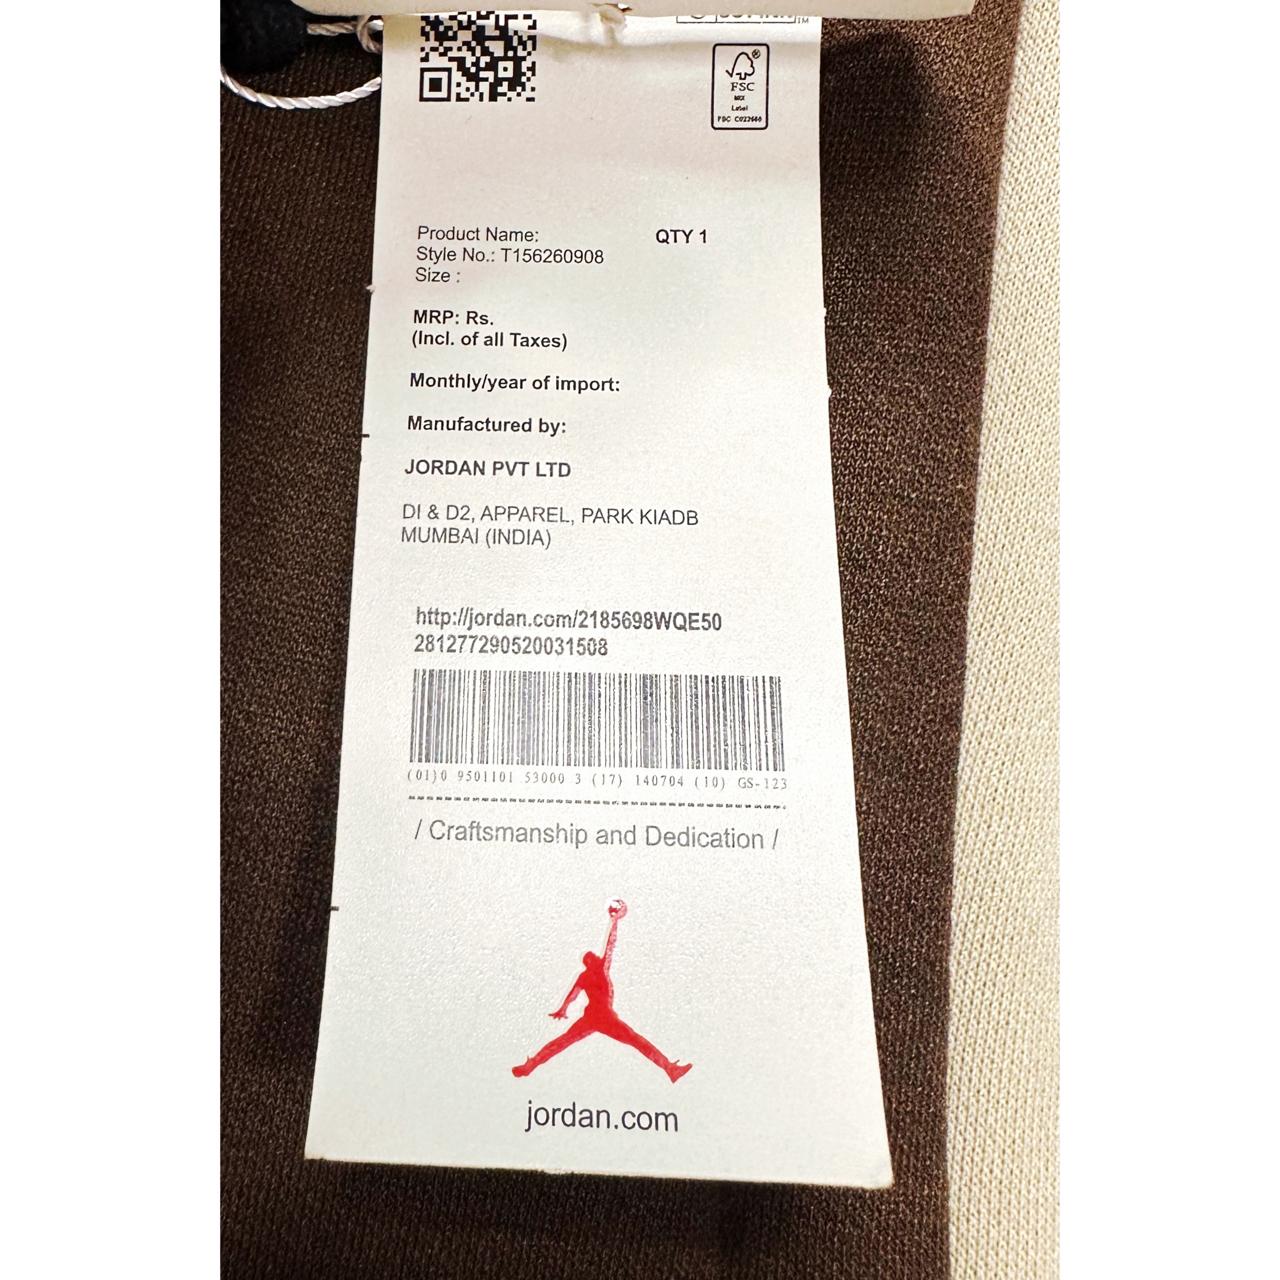 FSC
MIX
Label
FSC C022660
Product Name:
QTY 1
Style No.: T156260908
Size :
MRP: Rs.
(Incl. of all Taxes)
Monthly/year of import:
Manufactured by:
JORDAN PVT LTD
DI & D2, APPAREL, PARK KIADB
MUMBAI (INDIA)
http://jordan.com/2185698WQE50
281277290520031508
(01)0 9501101 53000 3 (17) 140704 (10) GS-123
/ Craftsmanship and Dedication /
jordan.com